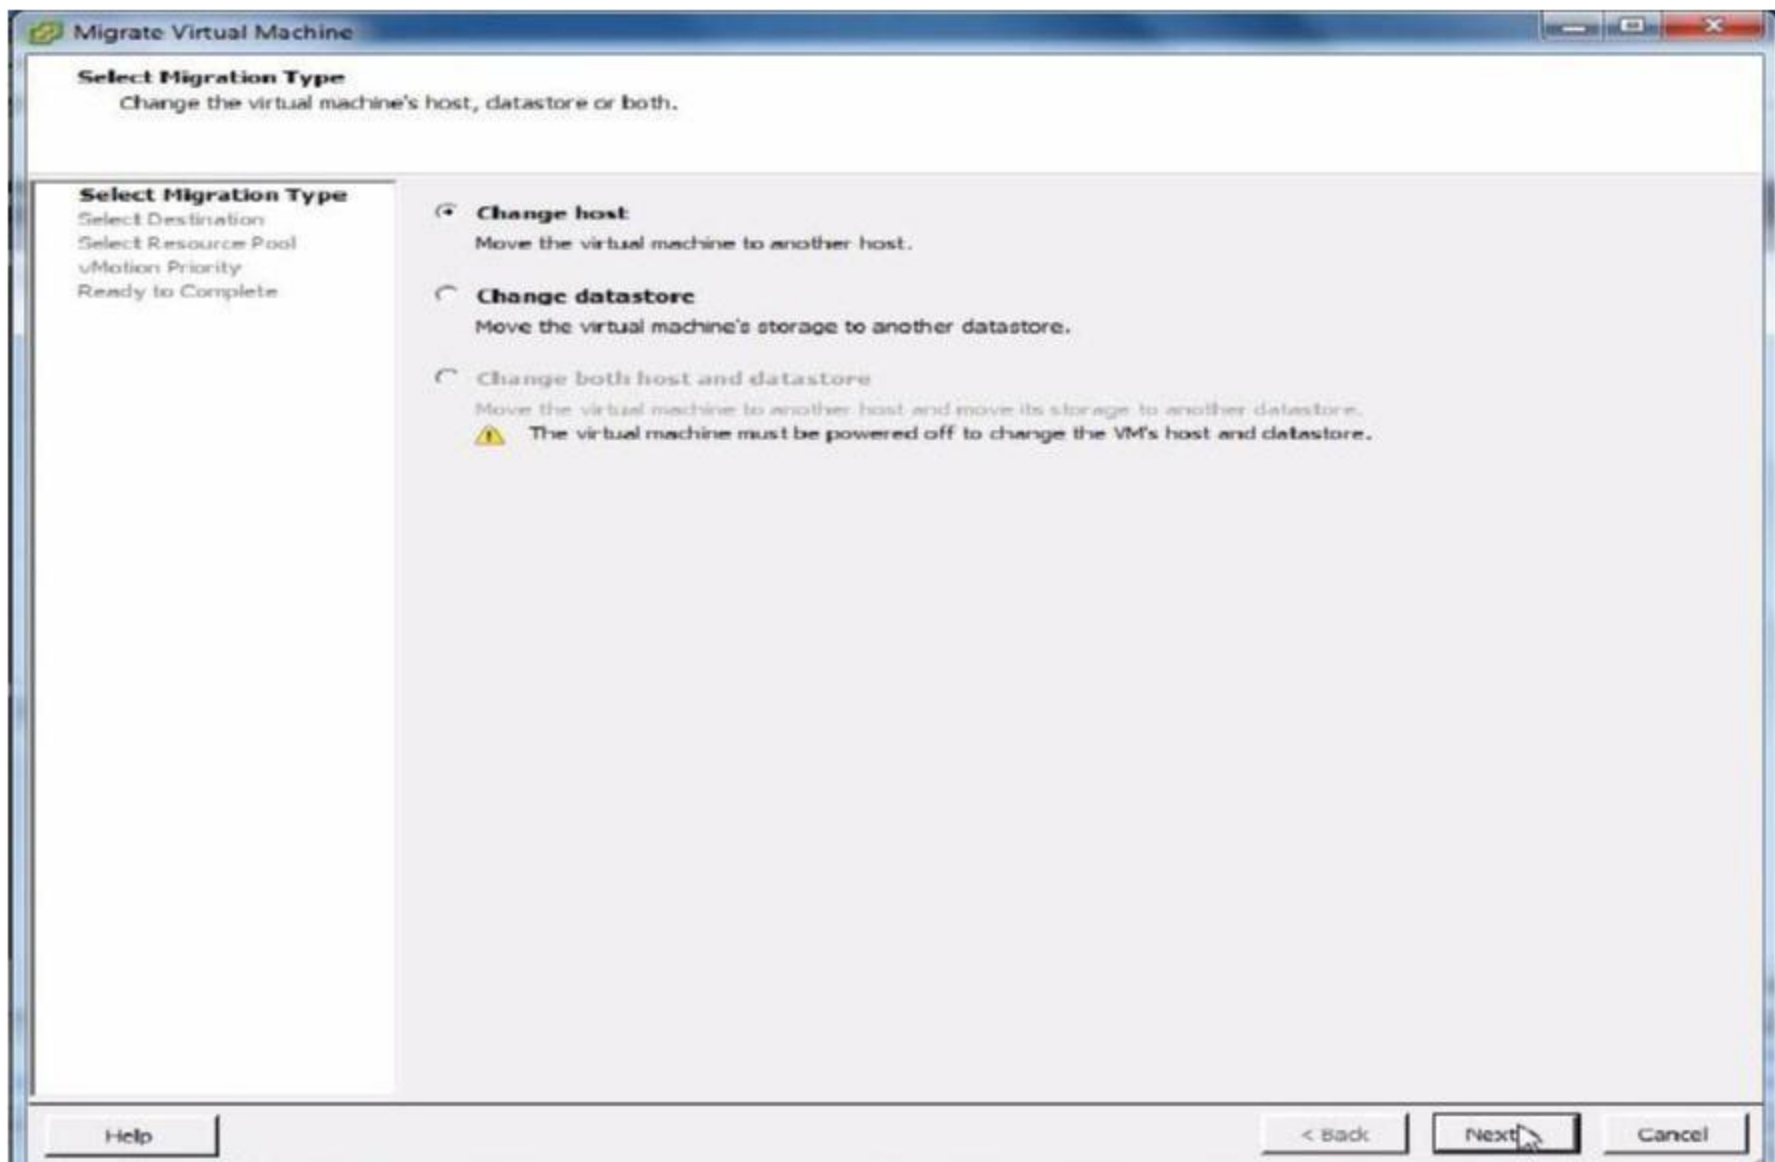 Migrate Virtual Machine
Select Migration Type
Change the virtual machine's host, datastore or both.
Select Migration Type
Select Destination
Select Resource Pool
vMotion Priority
Ready to Complete
Change host
Move the virtual machine to another host.
Change datastore
Move the virtual machine's storage to another datastore.
Change both host and datastore
Move the virtual machine to another host and move its storage to another datastore.
The virtual machine must be powered off to change the VM's host and datastore.
Help
< Back
Next
Cancel